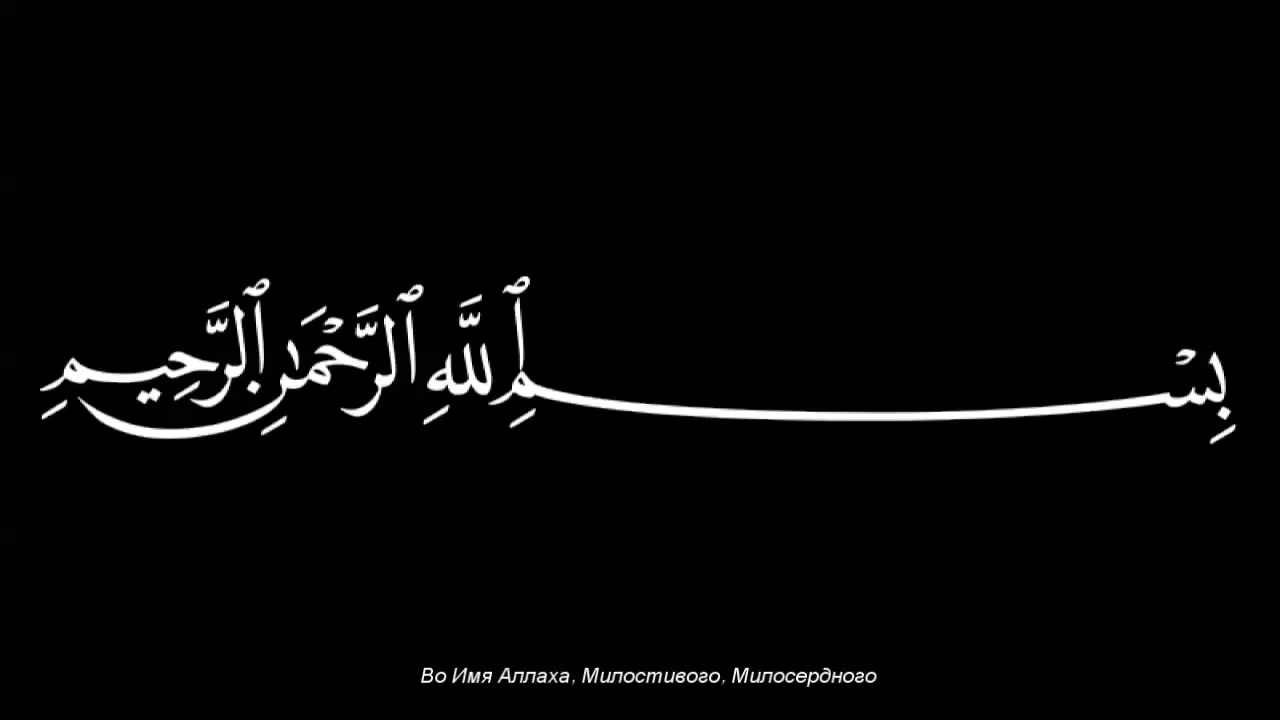 بِسْمِ ٱللَّهِ ٱلرَّحْمَٰنِ ٱلرَّحِيمِ
Во Имя Аллаха, Милостивого, Милосердного